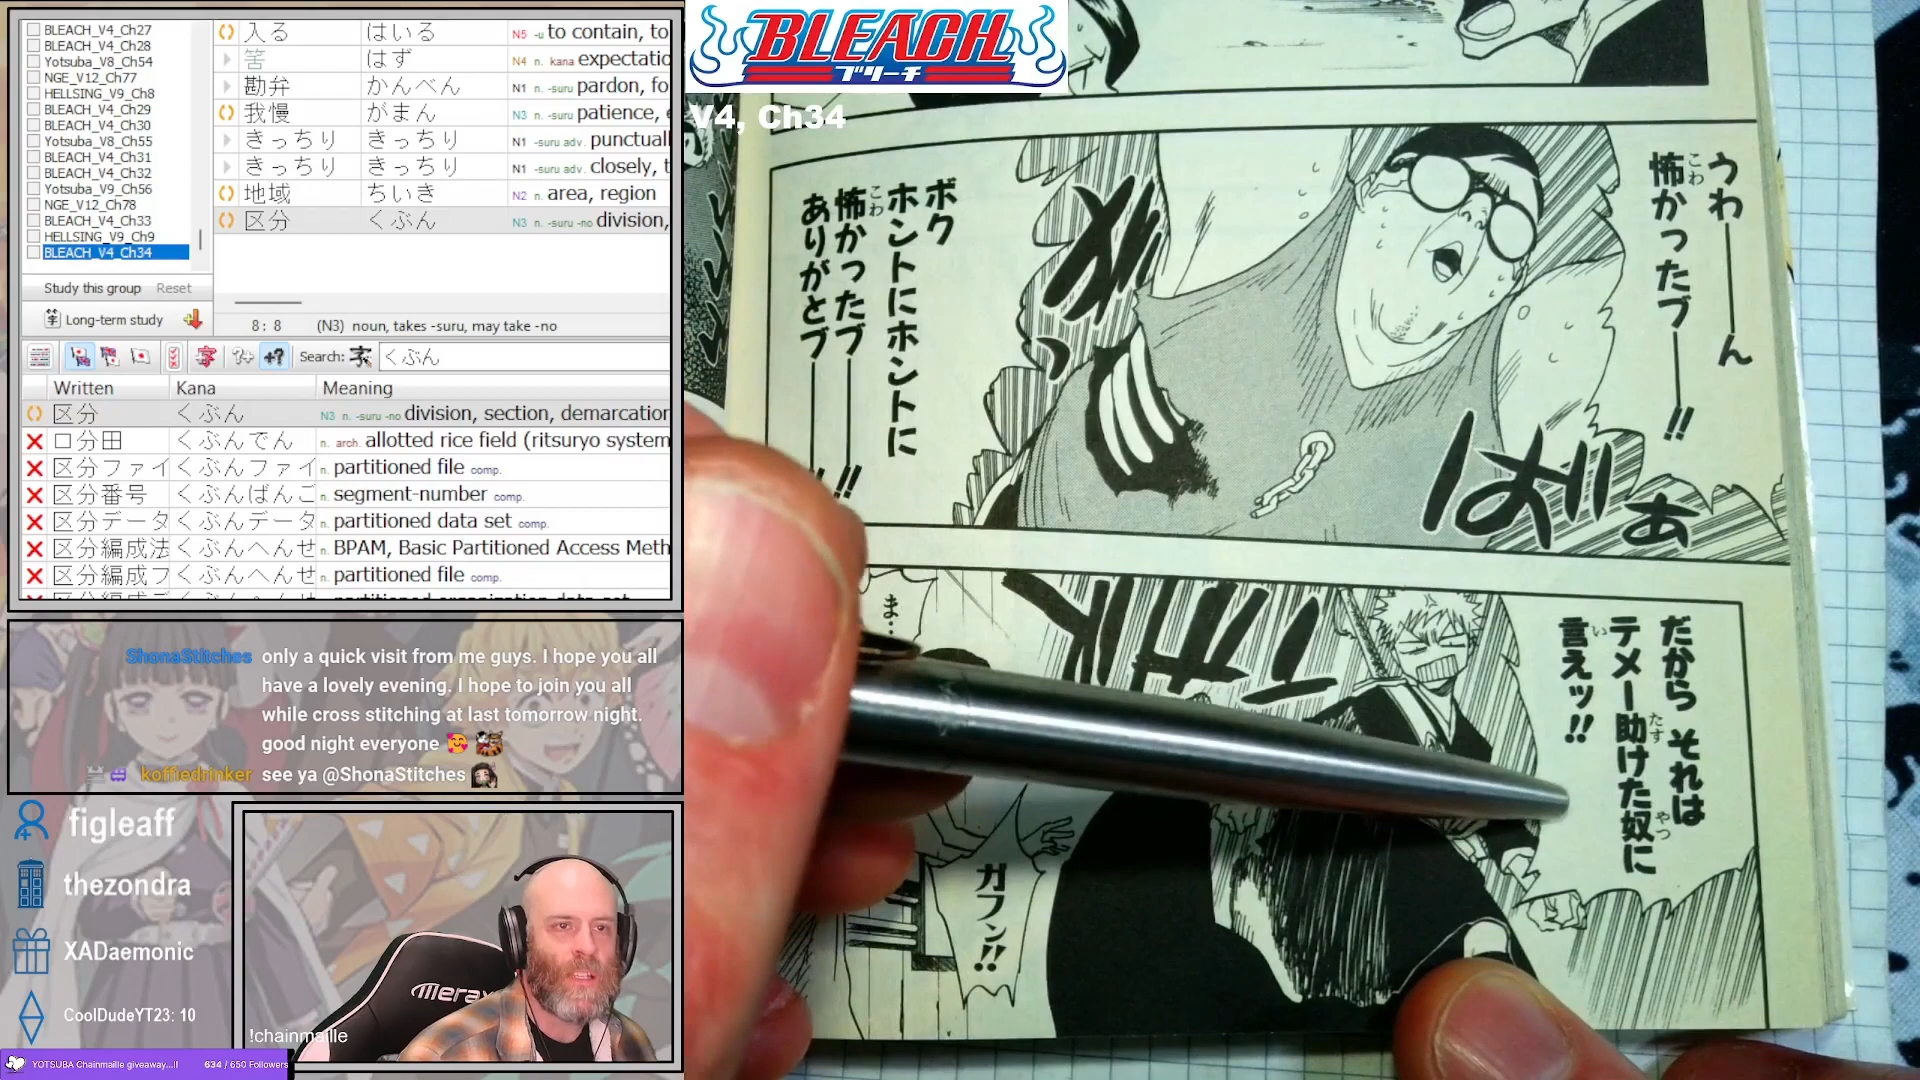 BLEACH_V4_Ch27
BLEACH_V4_Ch28
Yotsuba_V8_Ch54
NGE_V12_Ch77
HELLSING_V9_Ch8
BLEACH_V4_Ch29
BLEACH_V4_Ch30
Yotsuba_V8_Ch55
BLEACH_V4_Ch31
BLEACH_V4_Ch32
Yotsuba_V9_Ch56
NGE_V12_Ch78
BLEACH_V4_Ch33
HELLSING_V9_Ch9
BLEACH_V4_Ch34
Study this group Reset
Long-term study
入る はいる N5 -u to contain, to
筈 はず N4 n. kana expectatio
勘弁 かんべん N1 n. -suru pardon, fo
我慢 がまん N3 n. -suru patience, e
きっちり きっちり N1 -suru adv. punctuall
きっちり きっちり N1 -suru adv. closely, t
地域 ちいき N2 n. area, region
区分 くぶん N3 n. -suru -no division,
8: 8 (N3) noun, takes -suru, may take -no
Search: くぶん
Written Kana Meaning
区分 くぶん N3 n. -suru -no division, section, demarcation
口分田 くぶんでん n. arch. allotted rice field (ritsuryo system
区分ファイ くぶんファイ n. partitioned file comp.
区分番号 くぶんばんご n. segment-number comp.
区分データ くぶんデータ n. partitioned data set comp.
区分編成法 くぶんへんせ n. BPAM, Basic Partitioned Access Meth
区分編成フ くぶんへんせ n. partitioned file comp.
ShonaStitches only a quick visit from me guys. I hope you all
have a lovely evening. I hope to join you all
while cross stitching at last tomorrow night.
good night everyone
koffiedrinker see ya @ShonaStitches
figleaff
thezondra
XADaemonic
CoolDudeYT23: 10
YOTSUBA Chainmaille giveaway...!! 634 / 650 Followers
!chainmaille
BLEACH
ブリーチ
V4, Ch34
うわ――――ん
怖かったブ――!!
こわ
ボク
ホントにホントに
怖かったブ――
こわ
ありがとブ――――!!
ばぁ
だから それは
テメー助けた奴に
たす
やつ
言えッ!!
い
ま…
ガフン!!